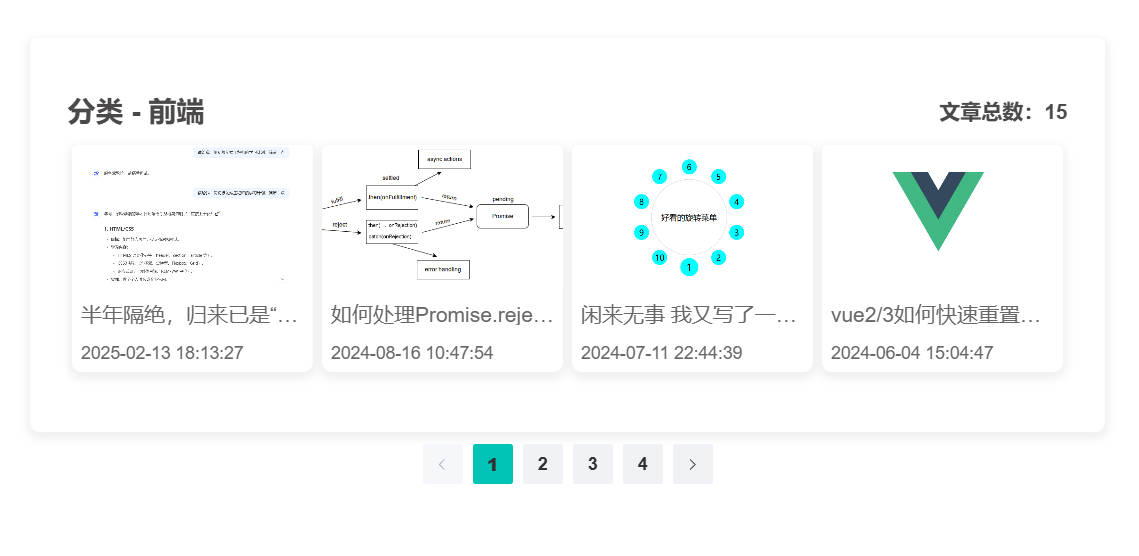 分类 - 前端
文章总数：15
1. HTML/CSS
async actions
settled
fulfill
.then(onFulfillment)
return
pending
Promise
reject
.then( .. , onRejection)
.catch(onRejection)
return
error handling
6
7
5
8
4
好看的旋转菜单
9
3
10
2
1
半年隔绝，归来已是“…
如何处理Promise.reje…
闲来无事 我又写了一…
vue2/3如何快速重置…
2025-02-13 18:13:27
2024-08-16 10:47:54
2024-07-11 22:44:39
2024-06-04 15:04:47
1
2
3
4